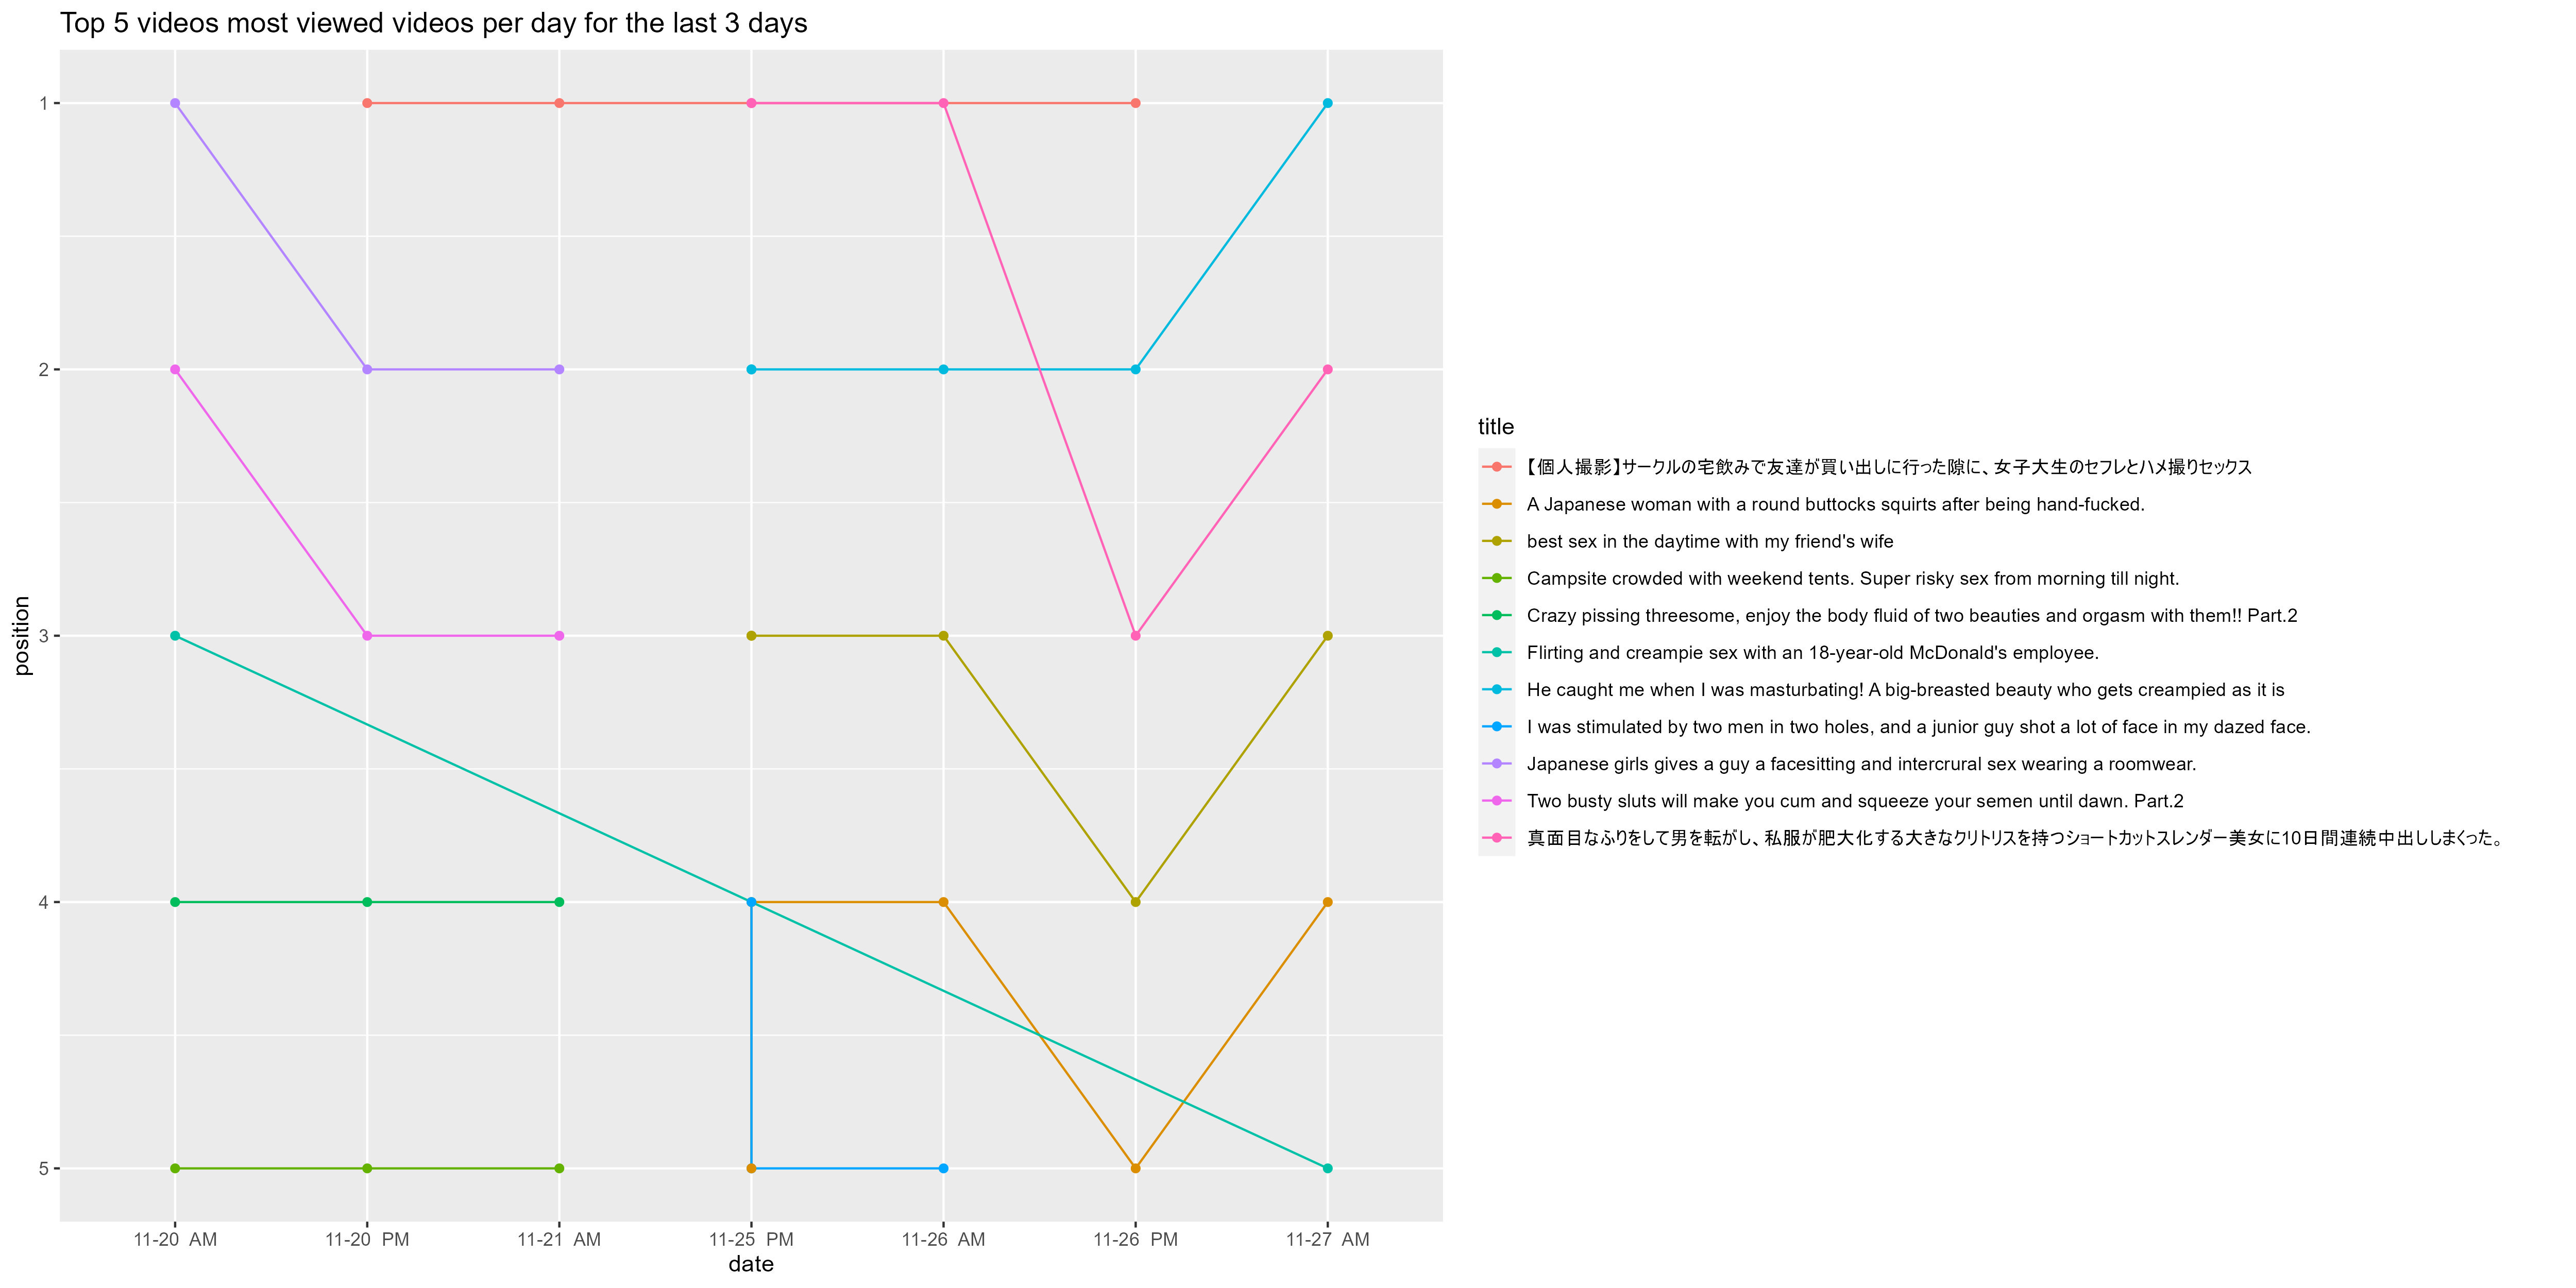 Top 5 videos most viewed videos per day for the last 3 days
position
1
2
3
4
5
11-20 AM
11-20 PM
11-21 AM
11-25 PM
11-26 AM
11-26 PM
11-27 AM
date
title
【個人撮影】サークルの宅飲みで友達が買い出しに行った隙に、女子大生のセフレとハメ撮りセックス
A Japanese woman with a round buttocks squirts after being hand-fucked.
best sex in the daytime with my friend's wife
Campsite crowded with weekend tents. Super risky sex from morning till night.
Crazy pissing threesome, enjoy the body fluid of two beauties and orgasm with them!! Part.2
Flirting and creampie sex with an 18-year-old McDonald's employee.
He caught me when I was masturbating! A big-breasted beauty who gets creampied as it is
I was stimulated by two men in two holes, and a junior guy shot a lot of face in my dazed face.
Japanese girls gives a guy a facesitting and intercrural sex wearing a roomwear.
Two busty sluts will make you cum and squeeze your semen until dawn. Part.2
真面目なふりをして男を転がし、私服が肥大化する大きなクリトリスを持つショートカットスレンダー美女に10日間連続中出ししまくった。